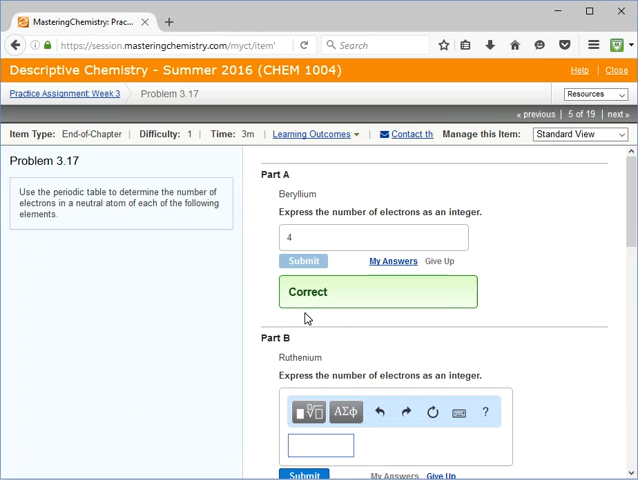 MasteringChemistry: Prac...
https://session.masteringchemistry.com/myct/item'
Search
Descriptive Chemistry - Summer 2016 (CHEM 1004)
Help
Close
Practice Assignment: Week 3
Problem 3.17
Resources
« previous | 5 of 19 | next »
Item Type: End-of-Chapter | Difficulty: 1 | Time: 3m | Learning Outcomes
Contact th
Manage this item: Standard View
Problem 3.17
Use the periodic table to determine the number of
electrons in a neutral atom of each of the following
elements.
Part A
Beryllium
Express the number of electrons as an integer.
4
Submit
My Answers
Give Up
Correct
Part B
Ruthenium
Express the number of electrons as an integer.
ΑΣϕ
?
Submit
My Answers
Give Up